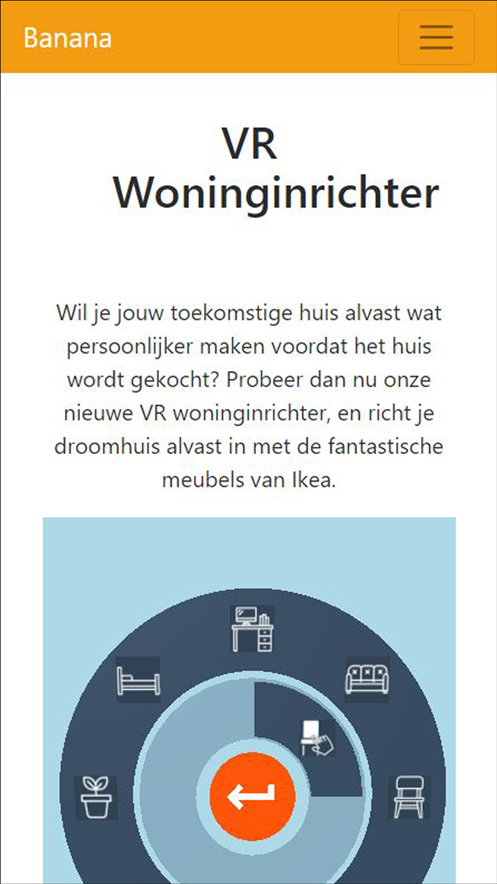 Banana
VR
Woninginrichter
Wil je jouw toekomstige huis alvast wat
persoonlijker maken voordat het huis
wordt gekocht? Probeer dan nu onze
nieuwe VR woninginrichter, en richt je
droomhuis alvast in met de fantastische
meubels van Ikea.